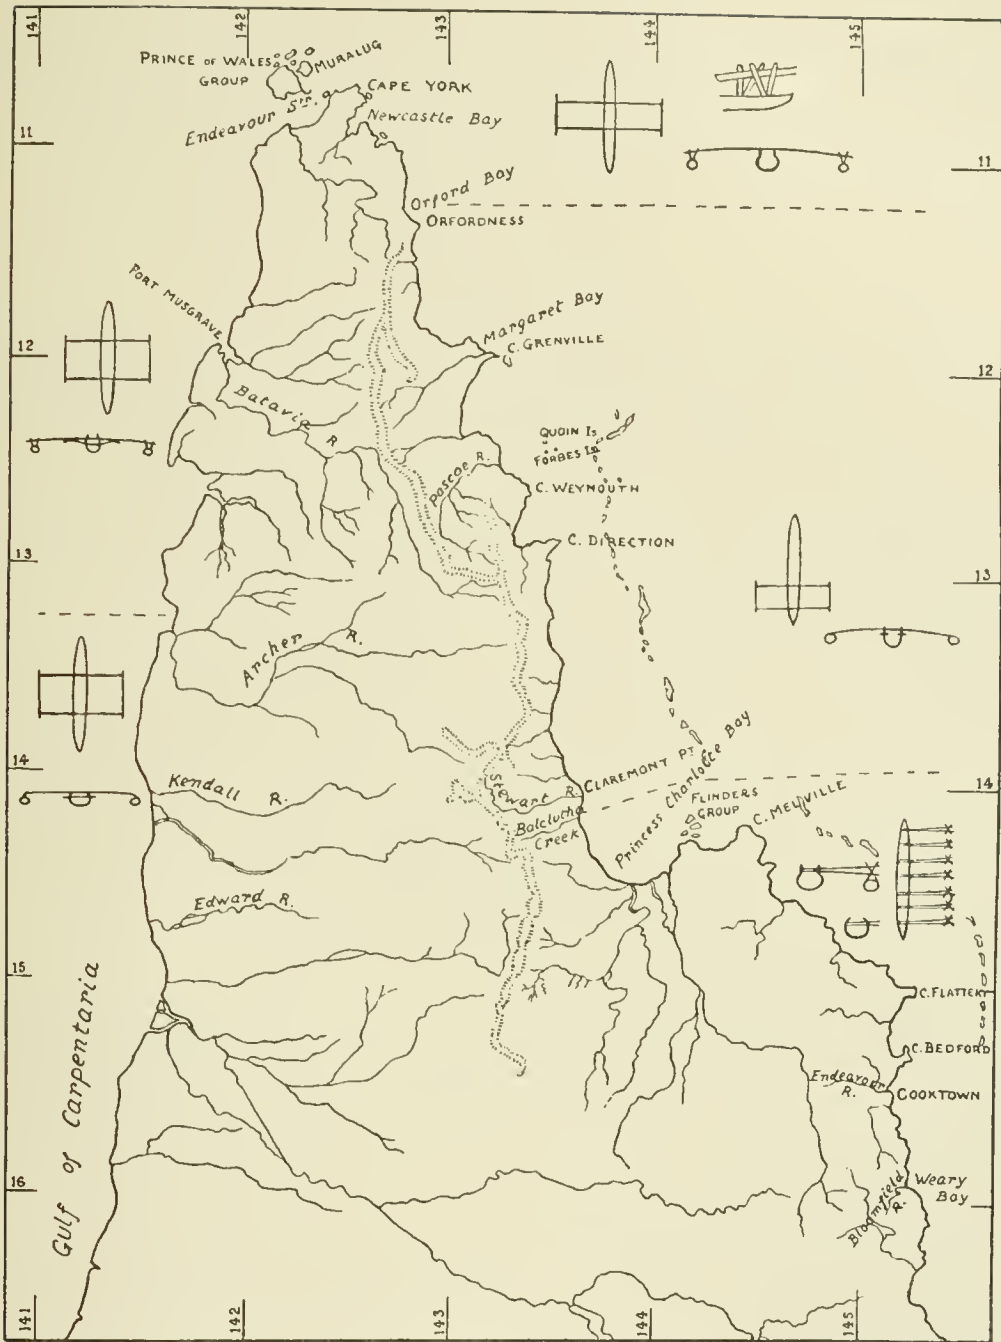 141
142
143
144
145
PRINCE OF WALES
GROUP
MURALUG
CAPE YORK
Endeavour Str.
Newcastle Bay
11
11
Orford Bay
ORFORDNESS
PORT MUSGRAVE
Margaret Bay
C. GRENVILLE
12
12
Batavia R.
QUOIN Is
FORBES Is
Pascoe R.
C. WEYMOUTH
C. DIRECTION
13
13
Archer R.
14
14
Kendall R.
Stewart R.
CLAREMONT PT
Balclutha
Creek
Princess Charlotte Bay
FLINDERS
GROUP
C. MELVILLE
Edward R.
15
C. FLATTERY
C. BEDFORD
Endeavour
R.
COOKTOWN
Gulf of Carpentaria
16
Weary
Bay
Bloomfield
R.
141
142
143
144
145